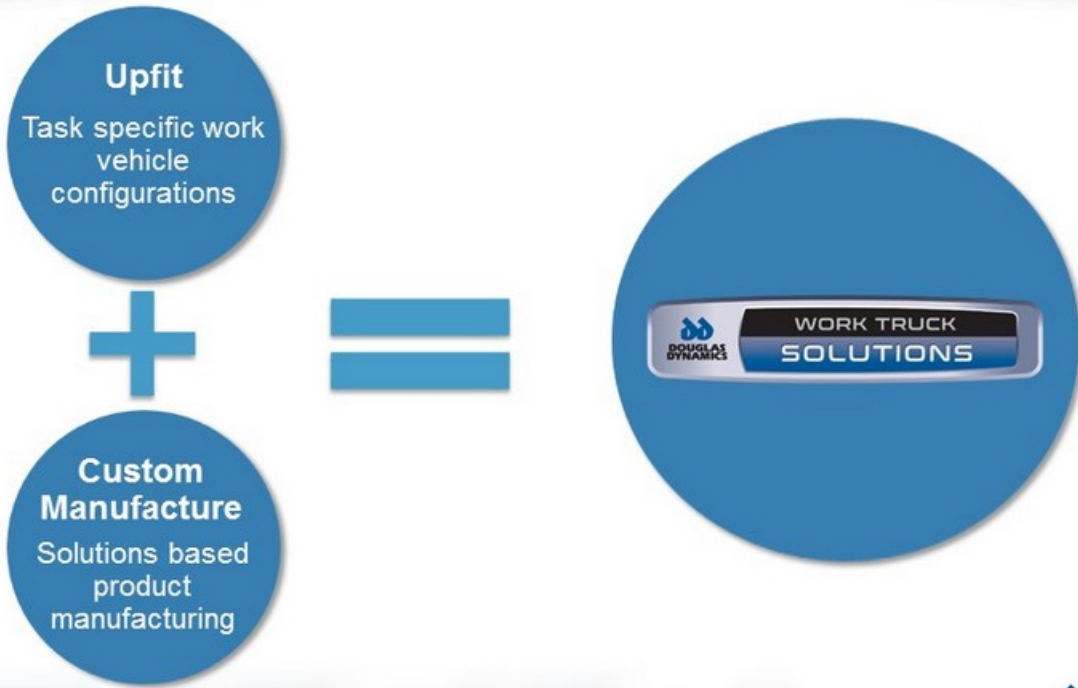 Upfit
Task specific work
vehicle
configurations
Custom
Manufacture
Solutions based
product
manufacturing
DOUGLAS
DYNAMICS
WORK TRUCK
SOLUTIONS